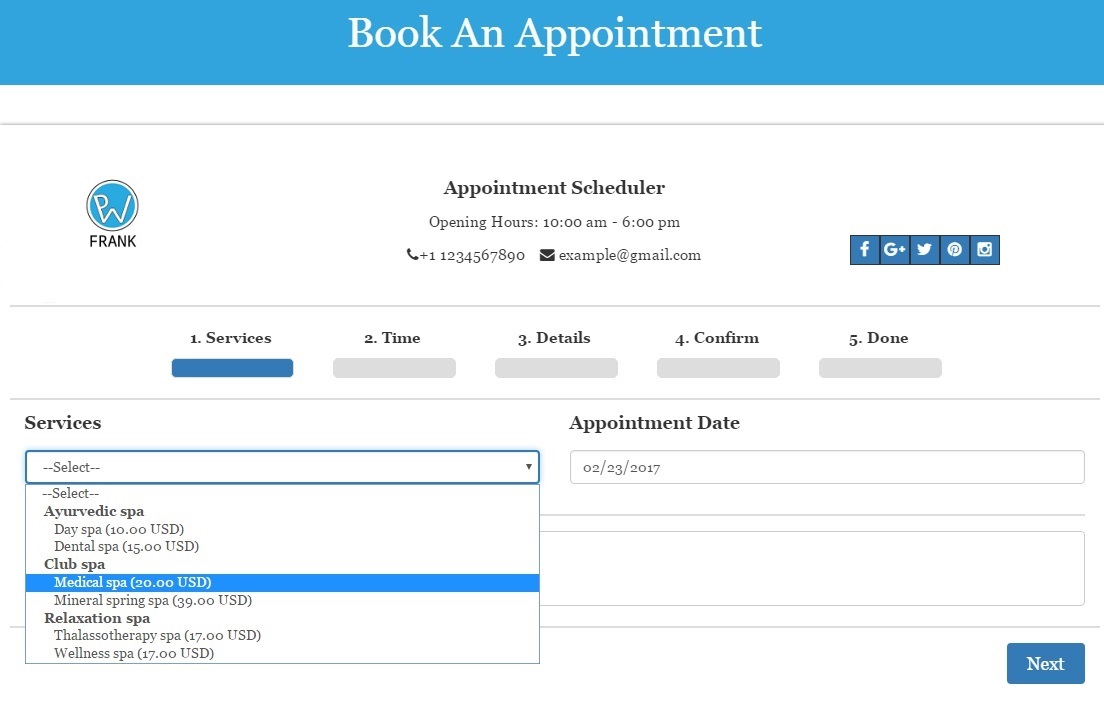 Book An Appointment
PW
FRANK
Appointment Scheduler
Opening Hours: 10:00 am - 6:00 pm
+1 1234567890 example@gmail.com
f G+
1. Services 2. Time 3. Details 4. Confirm 5. Done
Services
--Select--
--Select--
Ayurvedic spa
Day spa (10.00 USD)
Dental spa (15.00 USD)
Club spa
Medical spa (20.00 USD)
Mineral spring spa (39.00 USD)
Relaxation spa
Thalassotherapy spa (17.00 USD)
Wellness spa (17.00 USD)
Appointment Date
02/23/2017
Next